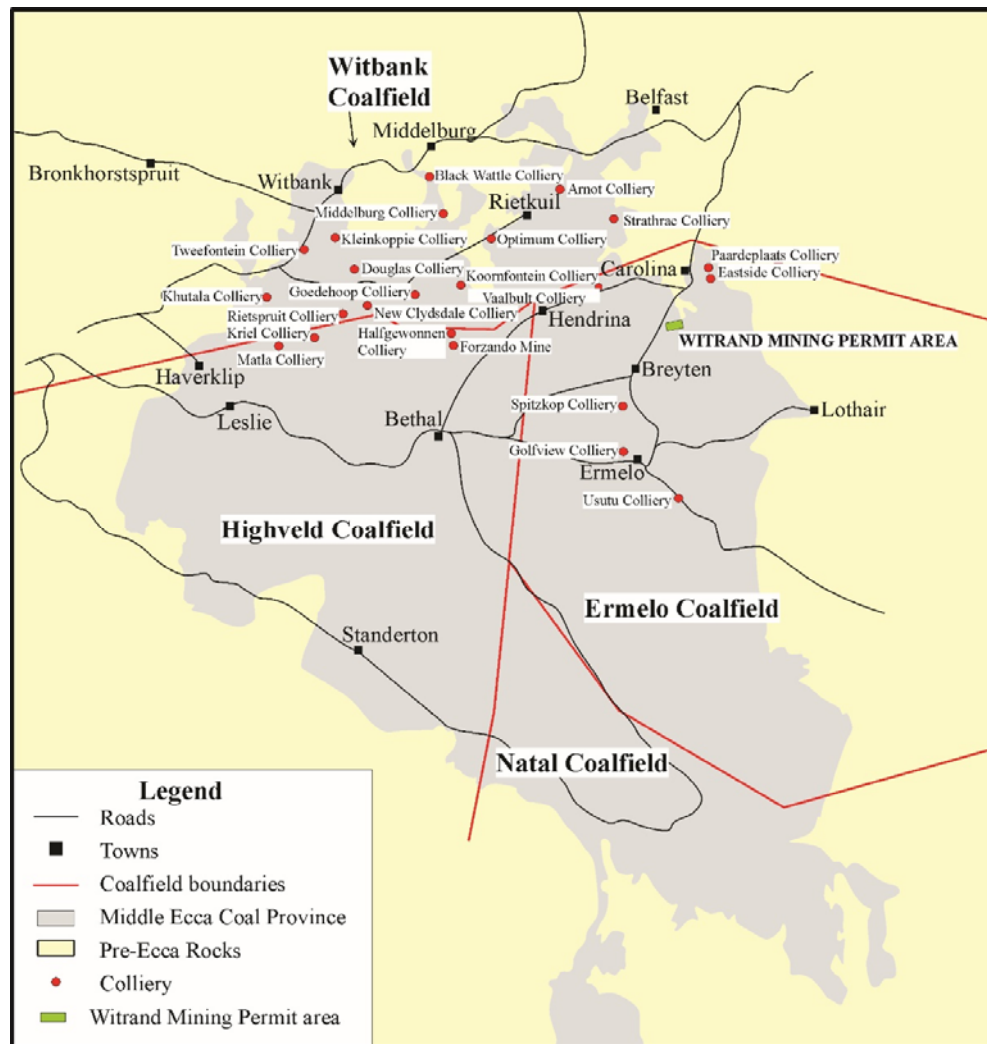 Witbank
Coalfield
Belfast
Middelburg
Bronkhorstspruit
Black Wattle Colliery
Witbank
Arnot Colliery
Rietkuil
Middelburg Colliery
Strathrae Colliery
Kleinkoppie Colliery
Optimum Colliery
Tweefontein Colliery
Paardeplaats Colliery
Douglas Colliery
Koornfontein Colliery
Carolina
Eastside Colliery
Khutala Colliery
Goedehoop Colliery
Vaalbult Colliery
Rietspruit Colliery
New Clydsdale Colliery
Hendrina
Kriel Colliery
Halfgewonnen
Colliery
WITRAND MINING PERMIT AREA
Matla Colliery
Forzando Mine
Haverklip
Breyten
Spitzkop Colliery
Leslie
Bethal
Lothair
Golfview Colliery
Ermelo
Usutu Colliery
Highveld Coalfield
Ermelo Coalfield
Standerton
Natal Coalfield
Legend
Roads
Towns
Coalfield boundaries
Middle Ecca Coal Province
Pre-Ecca Rocks
Colliery
Witrand Mining Permit area